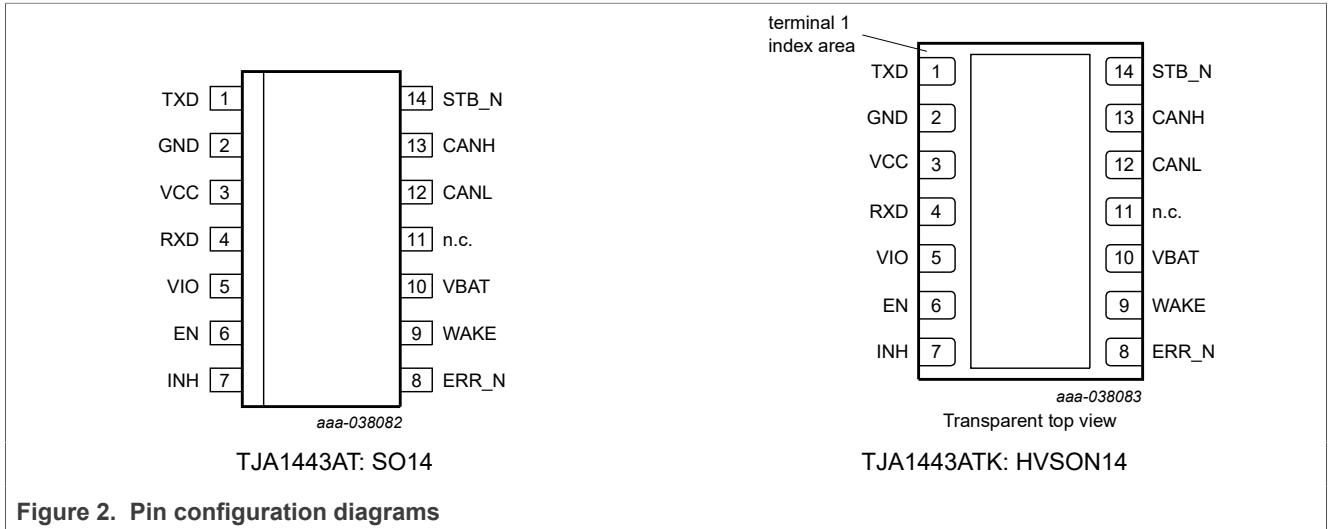 TXD 1 14 STB_N
GND 2 13 CANH
VCC 3 12 CANL
RXD 4 11 n.c.
VIO 5 10 VBAT
EN 6 9 WAKE
INH 7 8 ERR_N
aaa-038082
TJA1443AT: SO14
terminal 1
index area
TXD 1 14 STB_N
GND 2 13 CANH
VCC 3 12 CANL
RXD 4 11 n.c.
VIO 5 10 VBAT
EN 6 9 WAKE
INH 7 8 ERR_N
aaa-038083
Transparent top view
TJA1443ATK: HVSON14
Figure 2. Pin configuration diagrams